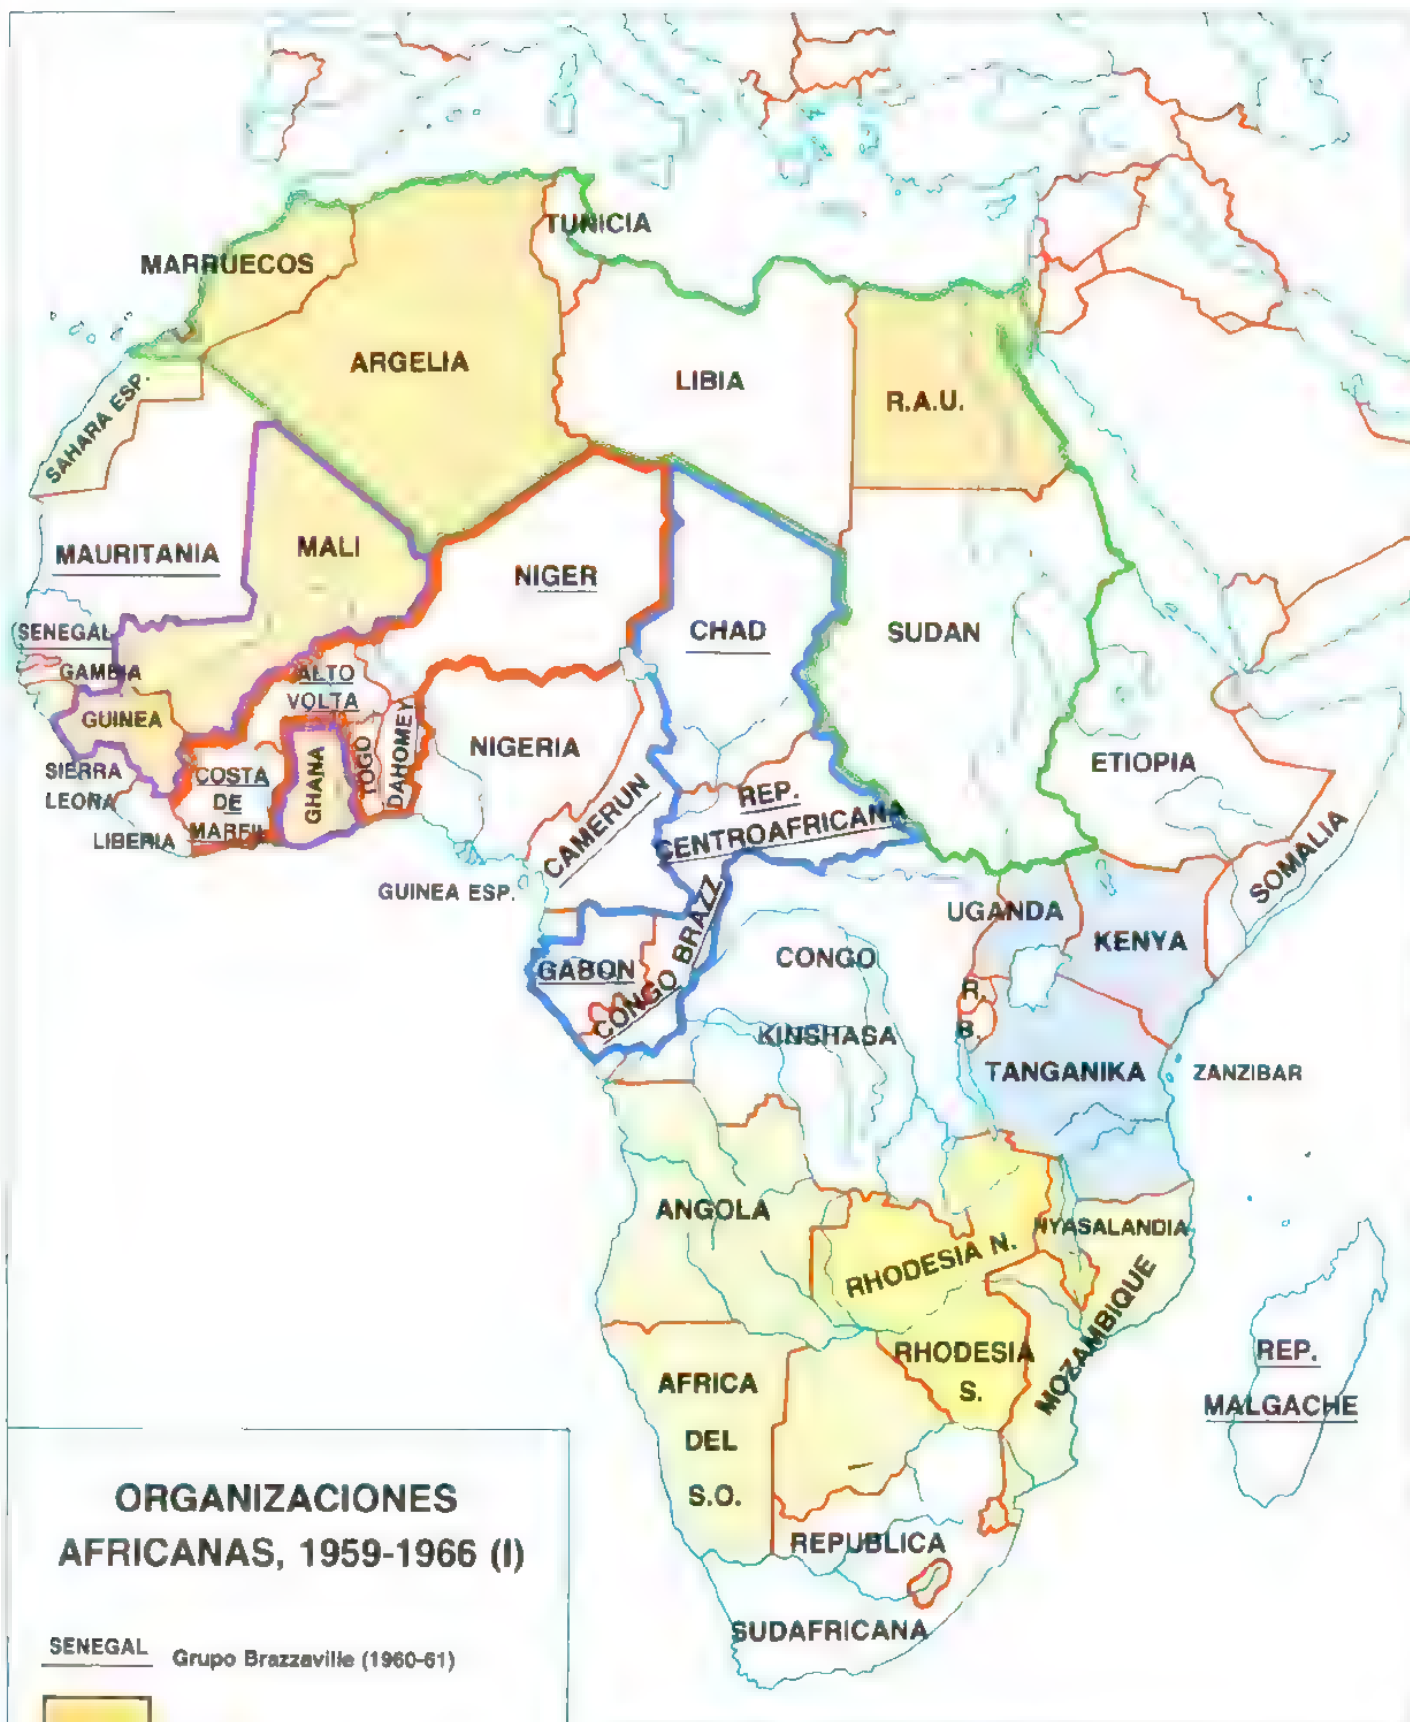 TUNICIA
MARRUECOS
ARGELIA
LIBIA
R.A.U.
SAHARA ESP.
MAURITANIA
MALI
NIGER
CHAD
SUDAN
SENEGAL
GAMBIA
ALTO
VOLTA
GUINEA
NIGERIA
ETIOPIA
SIERRA
LEONA
COSTA
DE
MARFIL
GHANA
TOGO
DAHOMEY
LIBERIA
CAMERUN
REP.
CENTROAFRICANA
SOMALIA
GUINEA ESP.
UGANDA
KENYA
GABON
CONGO BRAZZ
CONGO
KINSHASA
R.
B.
TANGANIKA
ZANZIBAR
ANGOLA
NYASALANDIA
RHODESIA N.
MOZAMBIQUE
RHODESIA
S.
AFRICA
DEL
S.O.
REP.
MALGACHE
REPUBLICA
SUDAFRICANA
ORGANIZACIONES
AFRICANAS, 1959-1966 (I)
SENEGAL Grupo Brazzaville (1960-61)